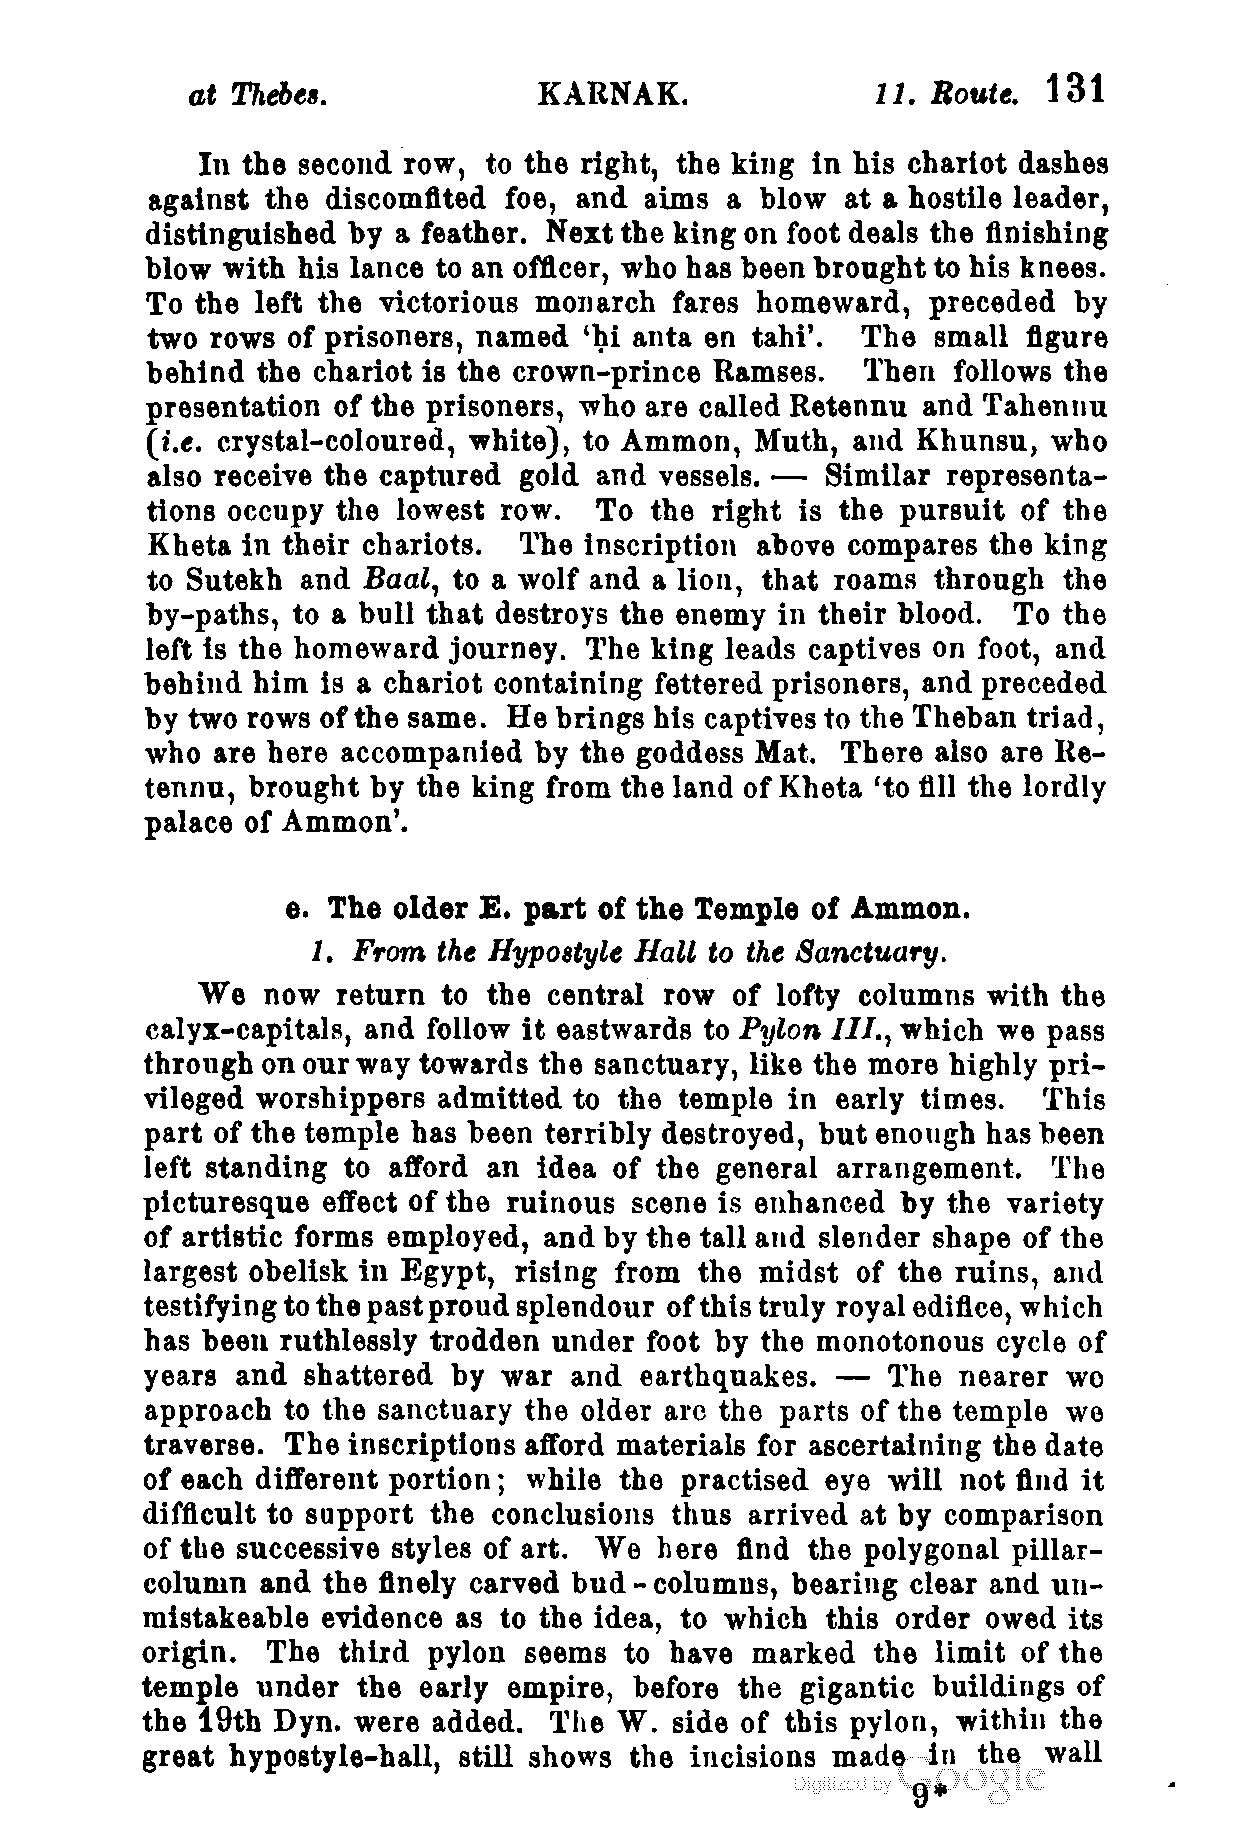 at Thebes. KARNAK. 11. Route. 131
In the second row, to the right, the king in his chariot dashes
against the discomfited foe, and aims a blow at a hostile leader,
distinguished by a feather. Next the king on foot deals the finishing
blow with his lance to an officer, who has been brought to his knees.
To the left the victorious monarch fares homeward, preceded by
two rows of prisoners, named ‘ḥi anta en tahi’. The small figure
behind the chariot is the crown-prince Ramses. Then follows the
presentation of the prisoners, who are called Retennu and Tahennu
(i.e. crystal-coloured, white), to Ammon, Muth, and Khunsu, who
also receive the captured gold and vessels. — Similar representa-
tions occupy the lowest row. To the right is the pursuit of the
Kheta in their chariots. The inscription above compares the king
to Sutekh and Baal, to a wolf and a lion, that roams through the
by-paths, to a bull that destroys the enemy in their blood. To the
left is the homeward journey. The king leads captives on foot, and
behind him is a chariot containing fettered prisoners, and preceded
by two rows of the same. He brings his captives to the Theban triad,
who are here accompanied by the goddess Mat. There also are Re-
tennu, brought by the king from the land of Kheta ‘to fill the lordly
palace of Ammon’.
e. The older E. part of the Temple of Ammon.
1. From the Hypostyle Hall to the Sanctuary.
We now return to the central row of lofty columns with the
calyx-capitals, and follow it eastwards to Pylon III., which we pass
through on our way towards the sanctuary, like the more highly pri-
vileged worshippers admitted to the temple in early times. This
part of the temple has been terribly destroyed, but enough has been
left standing to afford an idea of the general arrangement. The
picturesque effect of the ruinous scene is enhanced by the variety
of artistic forms employed, and by the tall and slender shape of the
largest obelisk in Egypt, rising from the midst of the ruins, and
testifying to the past proud splendour of this truly royal edifice, which
has been ruthlessly trodden under foot by the monotonous cycle of
years and shattered by war and earthquakes. — The nearer we
approach to the sanctuary the older are the parts of the temple we
traverse. The inscriptions afford materials for ascertaining the date
of each different portion; while the practised eye will not find it
difficult to support the conclusions thus arrived at by comparison
of the successive styles of art. We here find the polygonal pillar-
column and the finely carved bud-columns, bearing clear and un-
mistakeable evidence as to the idea, to which this order owed its
origin. The third pylon seems to have marked the limit of the
temple under the early empire, before the gigantic buildings of
the 19th Dyn. were added. The W. side of this pylon, within the
great hypostyle-hall, still shows the incisions made in the wall
Digitized by Google
9*